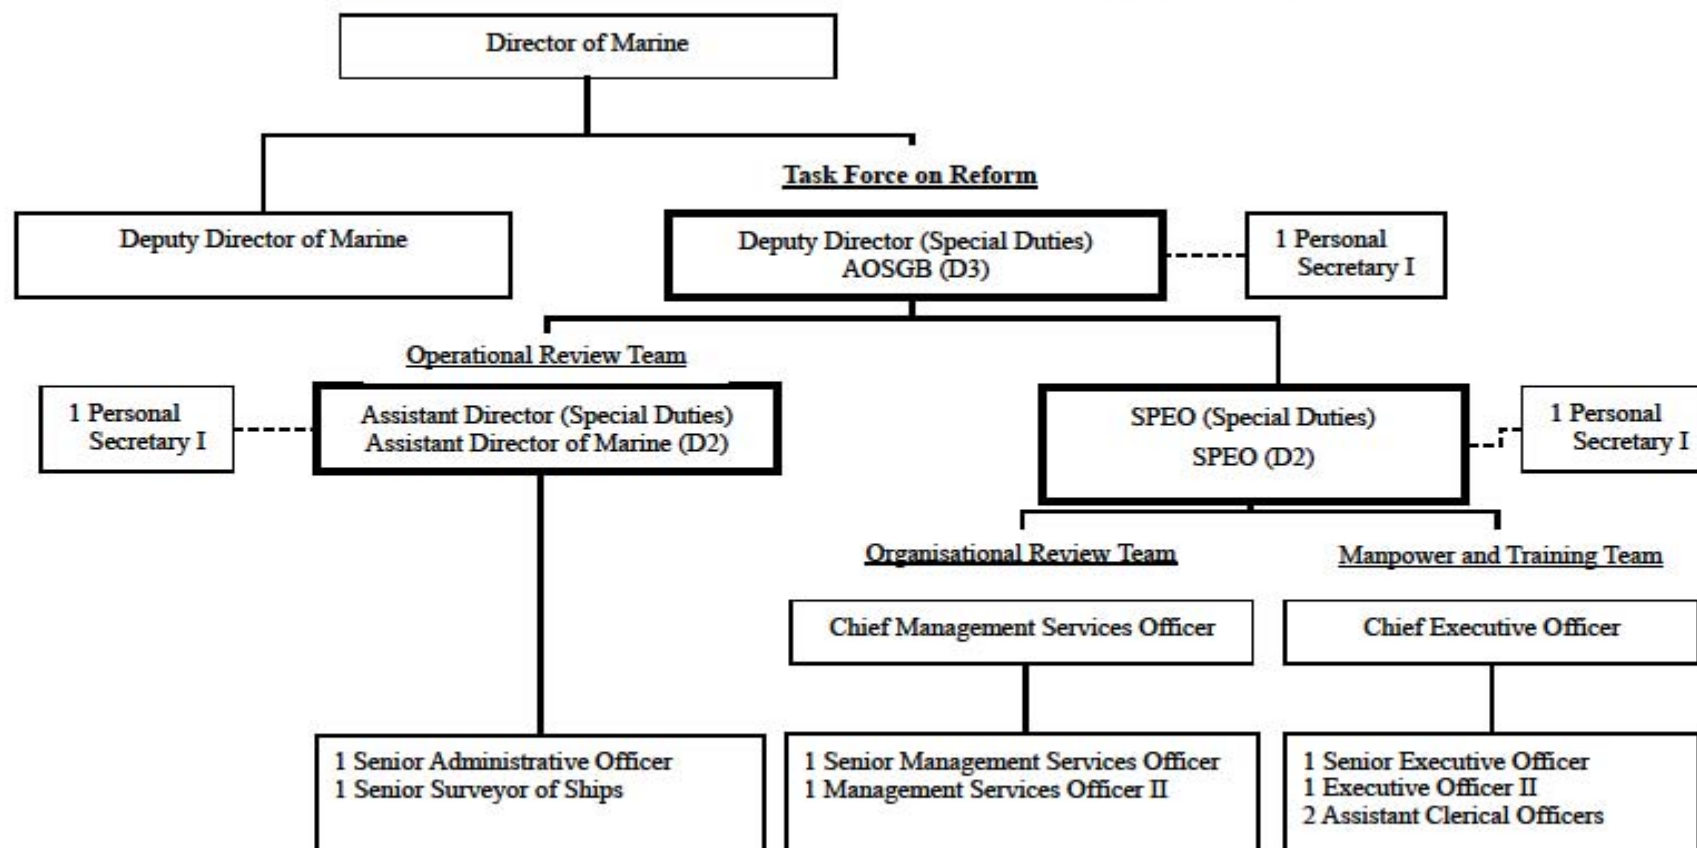 Director of Marine
Task Force on Reform
Deputy Director of Marine
Deputy Director (Special Duties)
AOSGB (D3)
1 Personal
Secretary I
Operational Review Team
1 Personal
Secretary I
Assistant Director (Special Duties)
Assistant Director of Marine (D2)
SPEO (Special Duties)
SPEO (D2)
1 Personal
Secretary I
Organisational Review Team
Manpower and Training Team
Chief Management Services Officer
Chief Executive Officer
1 Senior Administrative Officer
1 Senior Surveyor of Ships
1 Senior Management Services Officer
1 Management Services Officer II
1 Senior Executive Officer
1 Executive Officer II
2 Assistant Clerical Officers